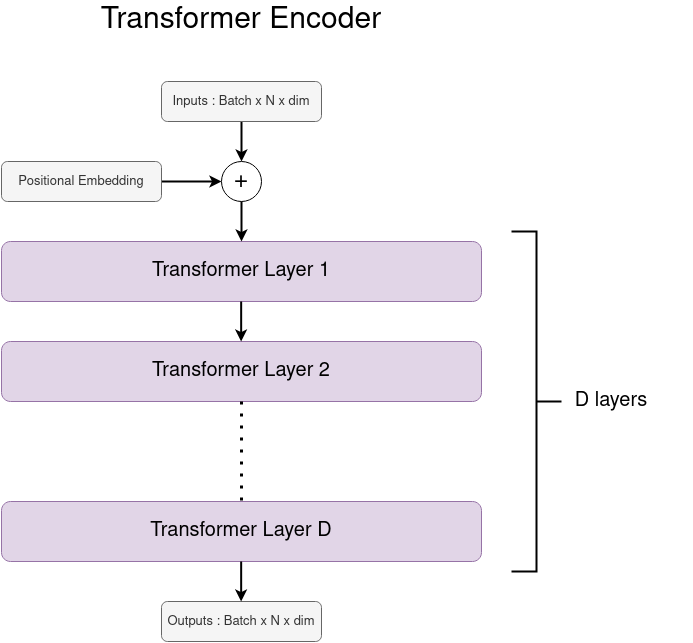 Transformer Encoder
Inputs : Batch x N x dim
Positional Embedding
+
Transformer Layer 1
Transformer Layer 2
D layers
Transformer Layer D
Outputs : Batch x N x dim